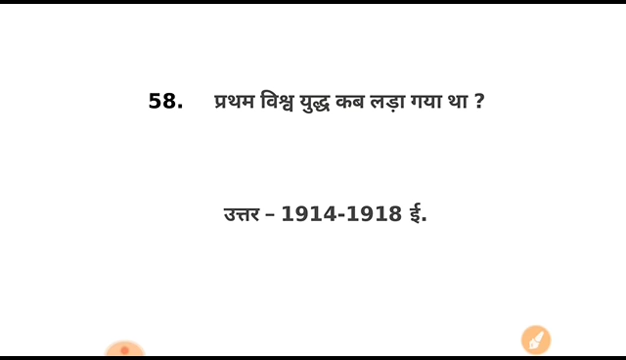 58. प्रथम विश्व युद्ध कब लड़ा गया था ?
उत्तर – 1914-1918 ई.